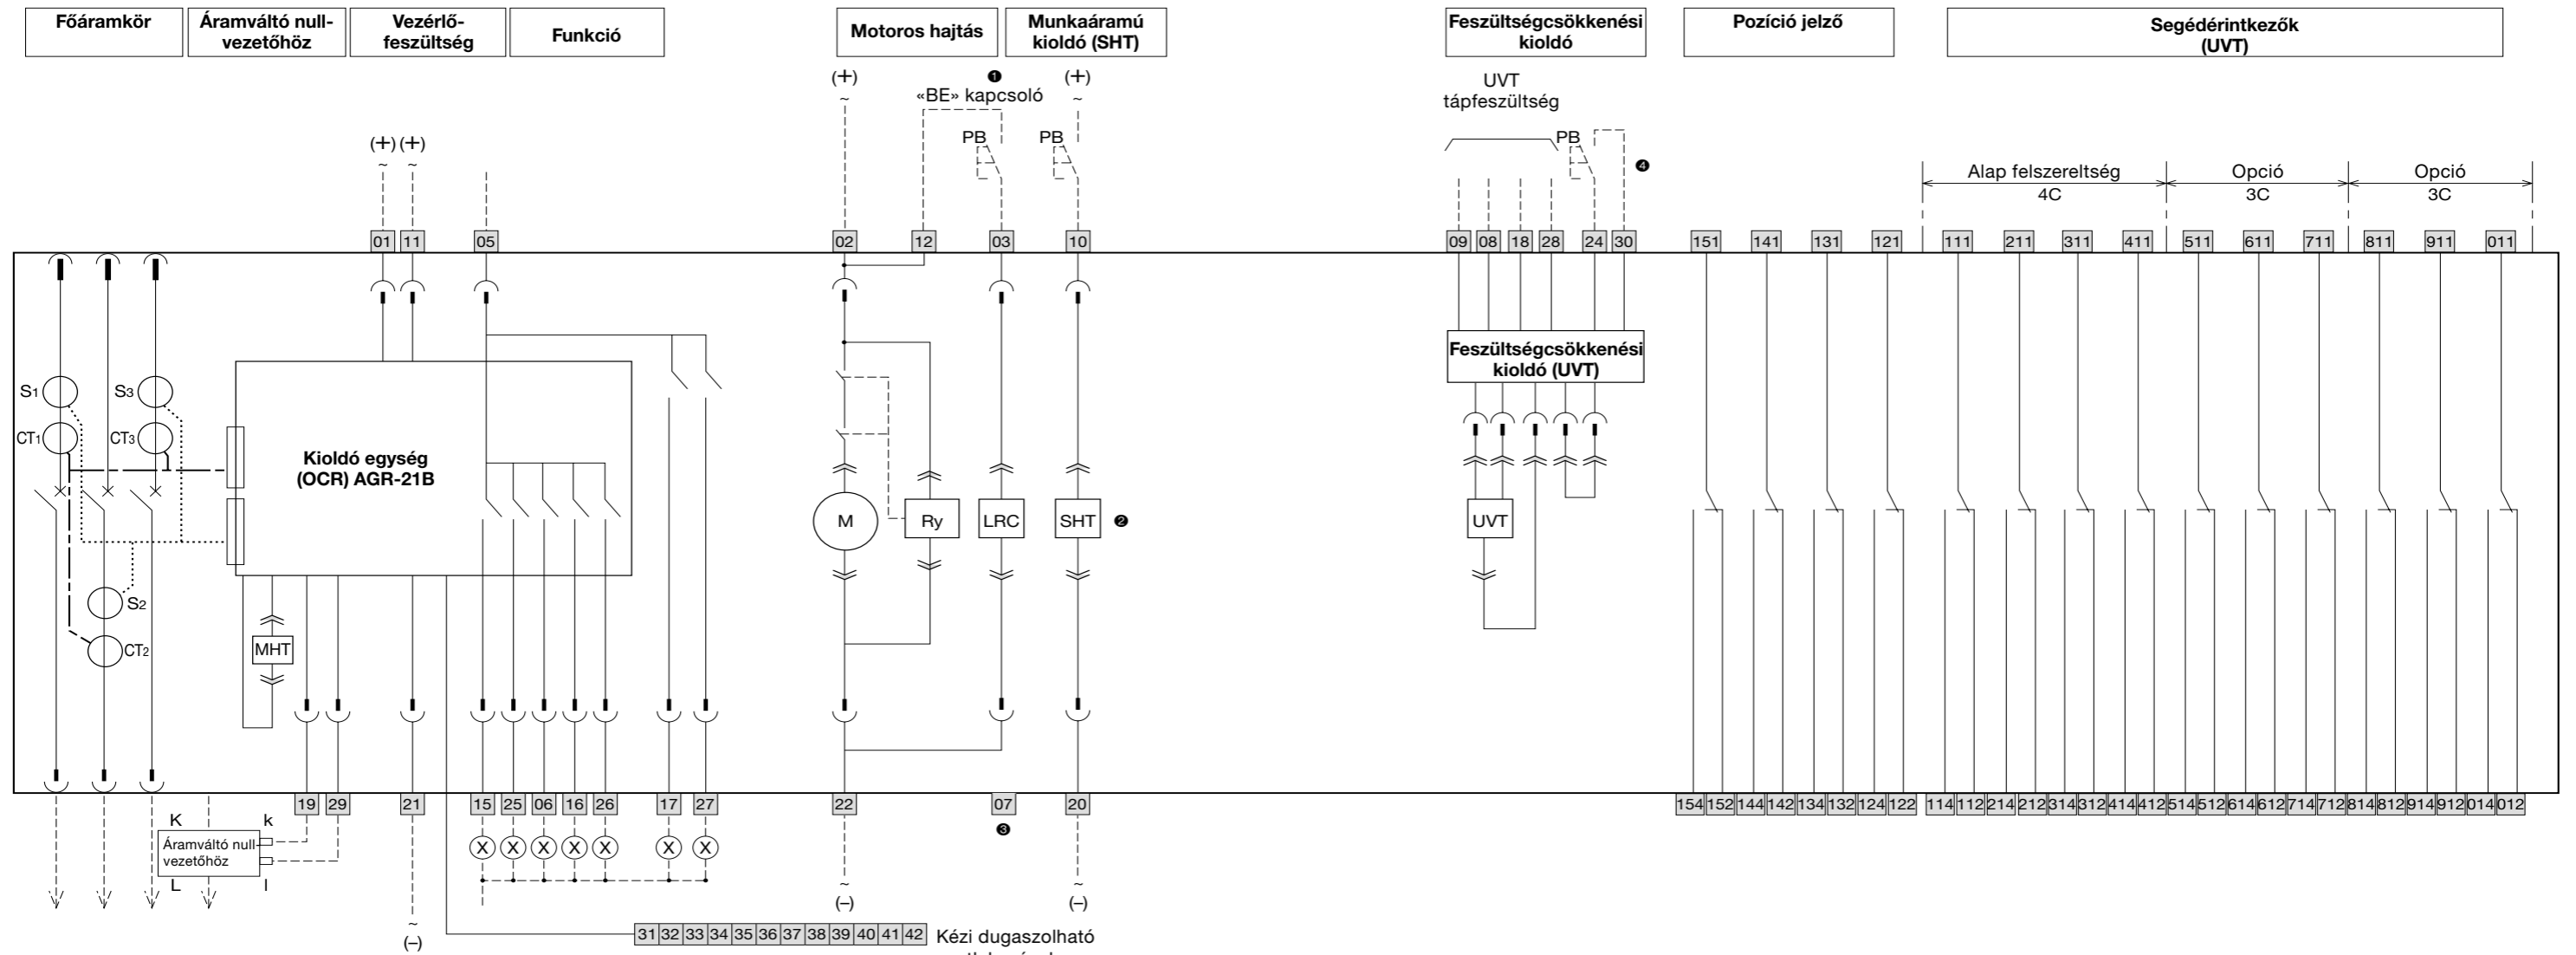 Főáramkör
Áramváltó null-
vezetőhöz
Vezérlő-
feszültség
Funkció
Motoros hajtás
Munkaáramú
kioldó (SHT)
Feszültségcsökkenési
kioldó
Pozíció jelző
Segédérintkezők
(UVT)
(+) (+)
~ ~
(+)
~
❶
«BE» kapcsoló
PB
(+)
~
PB
UVT
tápfeszültség
PB
❹
Alap felszereltség
4C
Opció
3C
Opció
3C
01 11 05 02 12 03 10 09 08 18 28 24 30 151 141 131 121 111 211 311 411 511 611 711 811 911 011
S1
S3
CT1
CT3
Kioldó egység
(OCR) AGR-21B
Feszültségcsökkenési
kioldó (UVT)
M
Ry
LRC
SHT
❷
UVT
S2
CT2
MHT
19 29 21 15 25 06 16 26 17 27 22 07 20 154 152 144 142 134 132 124 122 114 112 214 212 314 312 414 412 514 512 614 612 714 712 814 812 914 912 014 012
❸
K k
Áramváltó null-
vezetőhöz
L l
X X X X X X X
~
(–)
~
(–)
~
(–)
31 32 33 34 35 36 37 38 39 40 41 42
Kézi dugaszolható